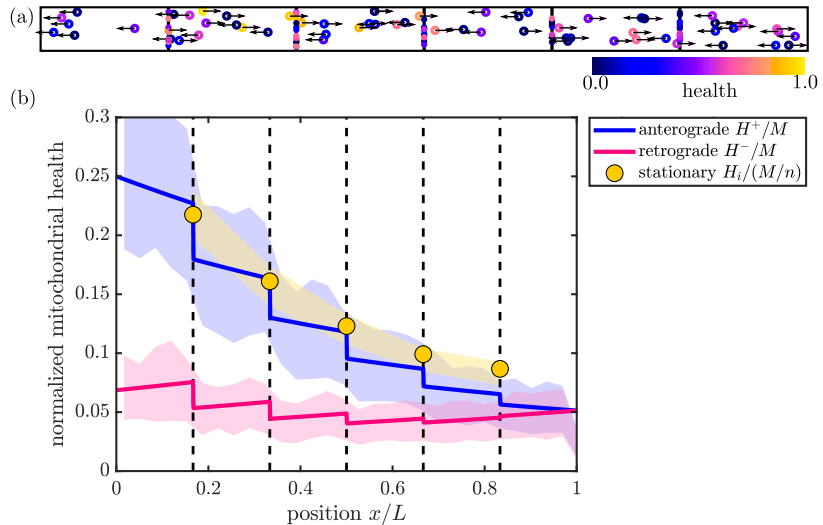 (a)
0.0
1.0
health
(b)
0.3
0.25
0.2
0.15
0.1
0.05
0
normalized mitochondrial health
0
0.2
0.4
0.6
0.8
1
position x/L
anterograde H⁺/M
retrograde H⁻/M
stationary Hᵢ/(M/n)